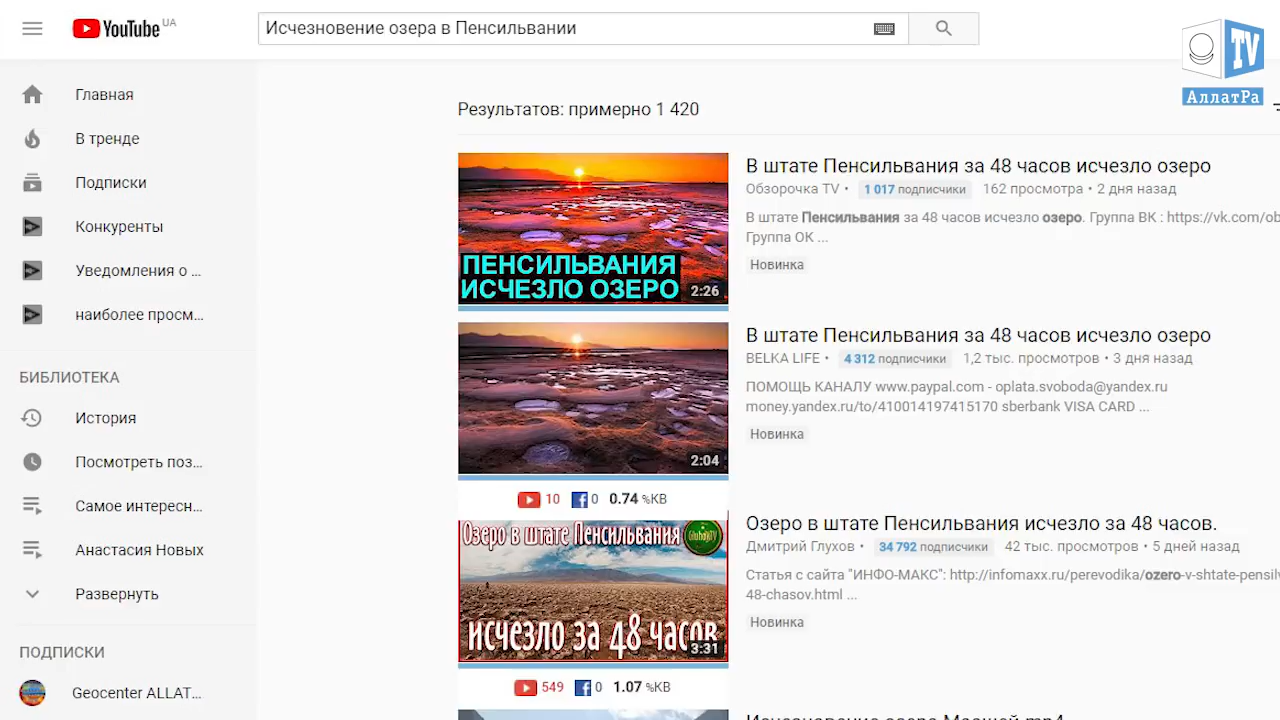 YouTube UA
Исчезновение озера в Пенсильвании
TV
АллатРа
Главная
В тренде
Подписки
Конкуренты
Уведомления о ...
наиболее просм...
БИБЛИОТЕКА
История
Посмотреть поз...
Самое интересн...
Анастасия Новых
Развернуть
ПОДПИСКИ
Geocenter ALLAT...
Результатов: примерно 1 420
ПЕНСИЛЬВАНИЯ
ИСЧЕЗЛО ОЗЕРО
2:26
В штате Пенсильвания за 48 часов исчезло озеро
Обзорочка TV • 1 017 подписчики 162 просмотра • 2 дня назад
В штате Пенсильвания за 48 часов исчезло озеро. Группа ВК : https://vk.com/ob
Группа ОК ...
Новинка
2:04
В штате Пенсильвания за 48 часов исчезло озеро
BELKA LIFE • 4 312 подписчики 1,2 тыс. просмотров • 3 дня назад
ПОМОЩЬ КАНАЛУ www.paypal.com - oplata.svoboda@yandex.ru
money.yandex.ru/to/410014197415170 sberbank VISA CARD ...
Новинка
10 0 0.74 %КВ
Озеро в штате Пенсильвания
GluhovTV
исчезло за 48 часов
3:31
Озеро в штате Пенсильвания исчезло за 48 часов.
Дмитрий Глухов • 34 792 подписчики 42 тыс. просмотров • 5 дней назад
Статья с сайта "ИНФО-МАКС": http://infomaxx.ru/perevodika/ozero-v-shtate-pensilv
48-chasov.html ...
Новинка
549 0 1.07 %КВ